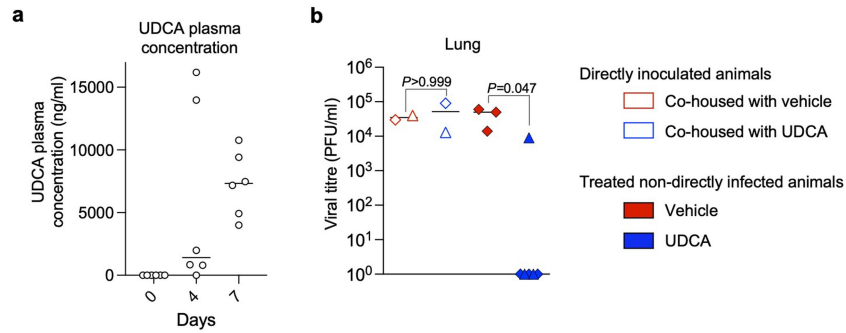 a
UDCA plasma
concentration
UDCA plasma
concentration (ng/ml)
15000
10000
5000
0
0
4
7
Days
b
Lung
Viral titre (PFU/ml)
10⁶
10⁵
10⁴
10³
10²
10¹
10⁰
P>0.999
P=0.047
Directly inoculated animals
Co-housed with vehicle
Co-housed with UDCA
Treated non-directly infected animals
Vehicle
UDCA